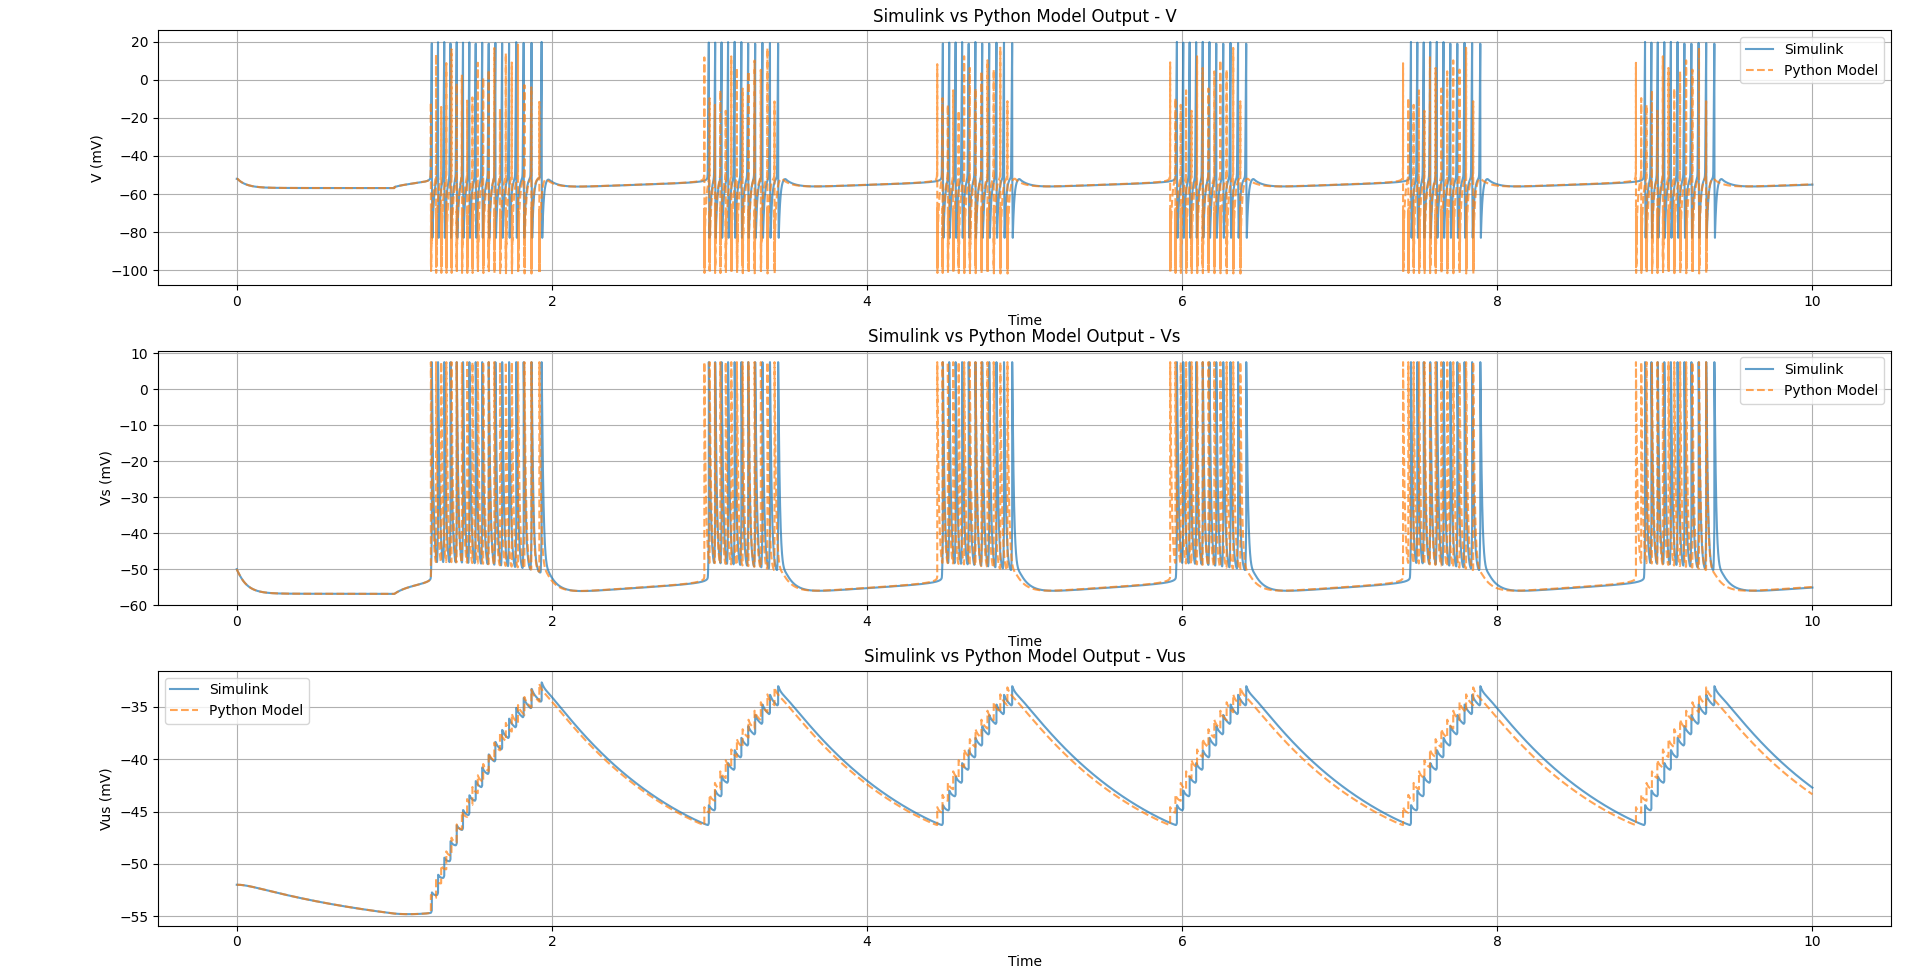 Simulink vs Python Model Output - V
20
0
−20
−40
−60
−80
−100
V (mV)
Simulink
Python Model
0 2 4 6 8 10
Time
Simulink vs Python Model Output - Vs
10
0
−10
−20
−30
−40
−50
−60
Vs (mV)
Simulink
Python Model
0 2 4 6 8 10
Time
Simulink vs Python Model Output - Vus
−35
−40
−45
−50
−55
Vus (mV)
Simulink
Python Model
0 2 4 6 8 10
Time